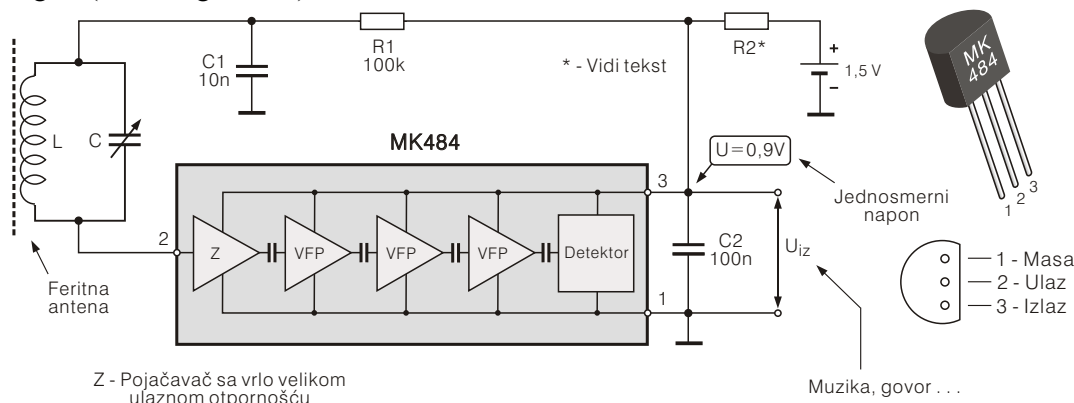 R1
100k
C1
10n
R2*
* - Vidi tekst
+
1,5 V
–
MK
484
1
2
3
L
C
MK484
U=0,9V
Jednosmerni
napon
3
2
Z
VFP
VFP
VFP
Detektor
C2
100n
Uiz
1
Feritna
antena
1 - Masa
2 - Ulaz
3 - Izlaz
Z - Pojačavač sa vrlo velikom
ulaznom otpornošću
Muzika, govor . . .